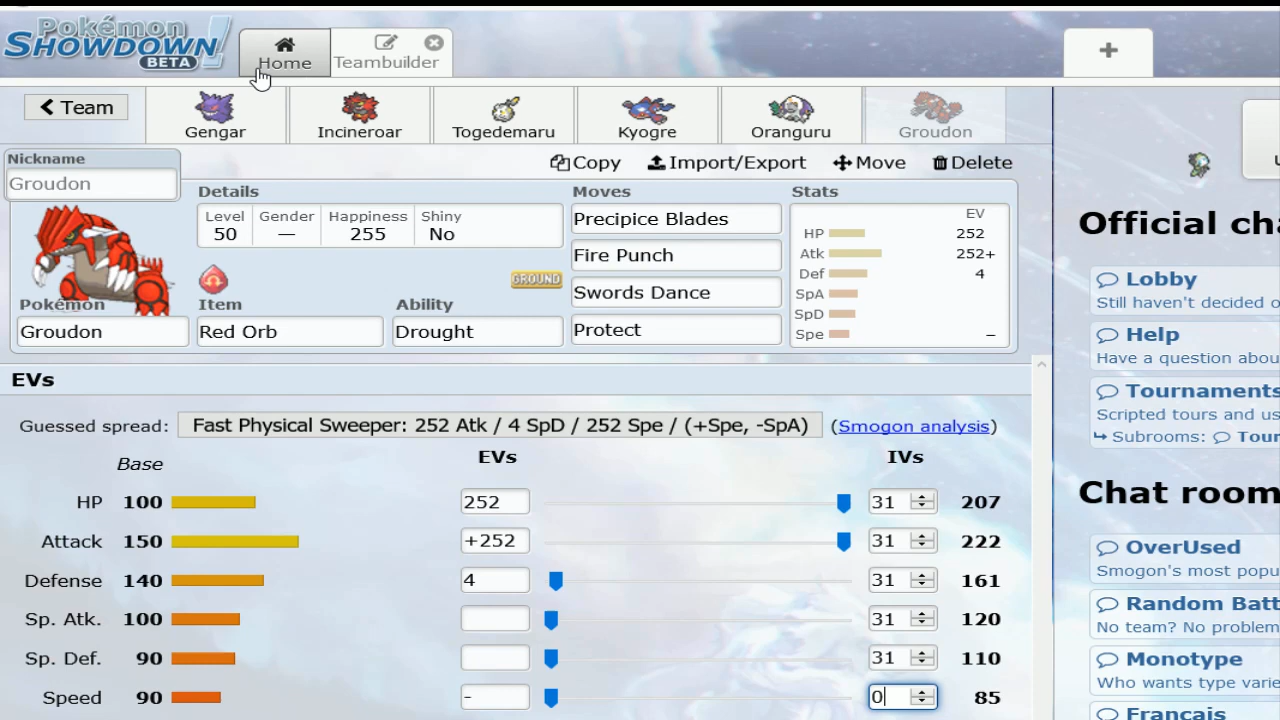 Pokémon
SHOWDOWN!
BETA
Home
Teambuilder
+
< Team
Gengar
Incineroar
Togedemaru
Kyogre
Oranguru
Groudon
Copy
Import/Export
Move
Delete
Nickname
Groudon
Details
Level
50
Gender
—
Happiness
255
Shiny
No
GROUND
Pokémon
Groudon
Item
Red Orb
Ability
Drought
Moves
Precipice Blades
Fire Punch
Swords Dance
Protect
Stats
EV
HP 252
Atk 252+
Def 4
SpA
SpD
Spe –
EVs
Guessed spread: Fast Physical Sweeper: 252 Atk / 4 SpD / 252 Spe / (+Spe, -SpA) (Smogon analysis)
Base EVs IVs
HP 100 252 31 207
Attack 150 +252 31 222
Defense 140 4 31 161
Sp. Atk. 100 31 120
Sp. Def. 90 31 110
Speed 90 - 0 85
Official cha
Lobby
Still haven't decided o
Help
Have a question abou
Tournaments
Scripted tours and us
↳ Subrooms: Tour
Chat room
OverUsed
Smogon's most popu
Random Batt
No team? No problem
Monotype
Who wants type varie
Français